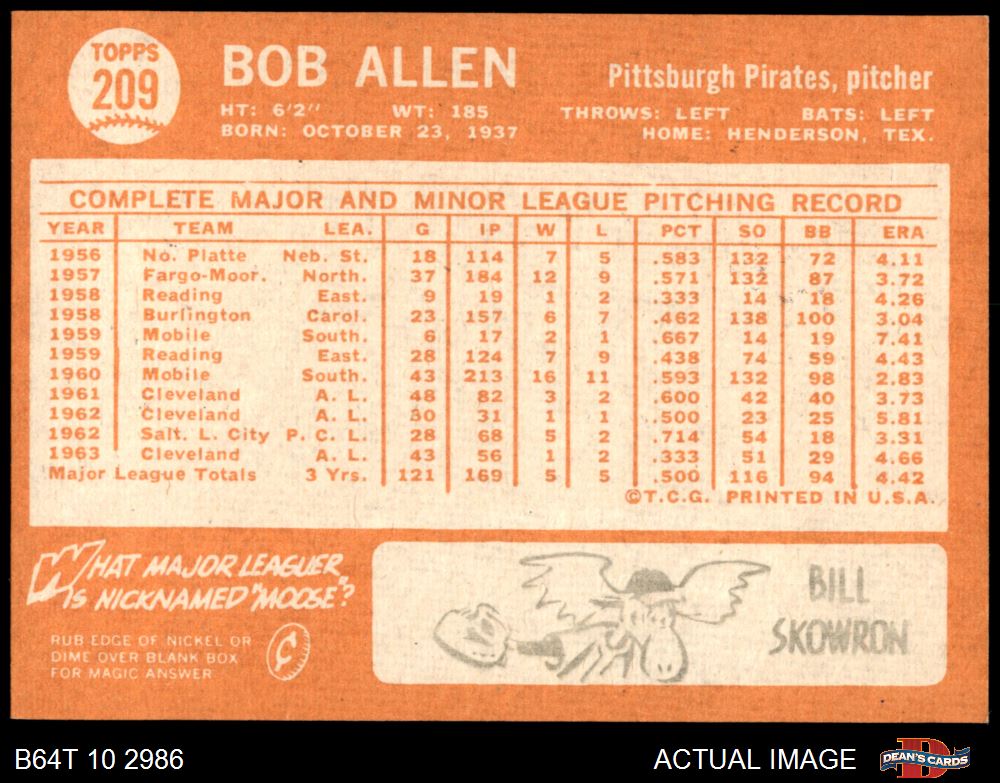 TOPPS
209
BOB ALLEN
Pittsburgh Pirates, pitcher
HT: 6'2" WT: 185 THROWS: LEFT BATS: LEFT
BORN: OCTOBER 23, 1937 HOME: HENDERSON, TEX.
COMPLETE MAJOR AND MINOR LEAGUE PITCHING RECORD
YEAR TEAM LEA. G IP W L PCT SO BB ERA
1956 No. Platte Neb. St. 18 114 7 5 .583 132 72 4.11
1957 Fargo-Moor. North. 37 184 12 9 .571 132 87 3.72
1958 Reading East. 9 19 1 2 .333 14 18 4.26
1958 Burlington Carol. 23 157 6 7 .462 138 100 3.04
1959 Mobile South. 6 17 2 1 .667 14 19 7.41
1959 Reading East. 28 124 7 9 .438 74 59 4.43
1960 Mobile South. 43 213 16 11 .593 132 98 2.83
1961 Cleveland A. L. 48 82 3 2 .600 42 40 3.73
1962 Cleveland A. L. 30 31 1 1 .500 23 25 5.81
1962 Salt. L. City P. C. L. 28 68 5 2 .714 54 18 3.31
1963 Cleveland A. L. 43 56 1 2 .333 51 29 4.66
Major League Totals 3 Yrs. 121 169 5 5 .500 116 94 4.42
©T.C.G. PRINTED IN U.S.A.
WHAT MAJOR LEAGUER
IS NICKNAMED "MOOSE"?
RUB EDGE OF NICKEL OR
DIME OVER BLANK BOX
FOR MAGIC ANSWER
¢
BILL
SKOWRON
B64T 10 2986 ACTUAL IMAGE
DEAN'S CARDS